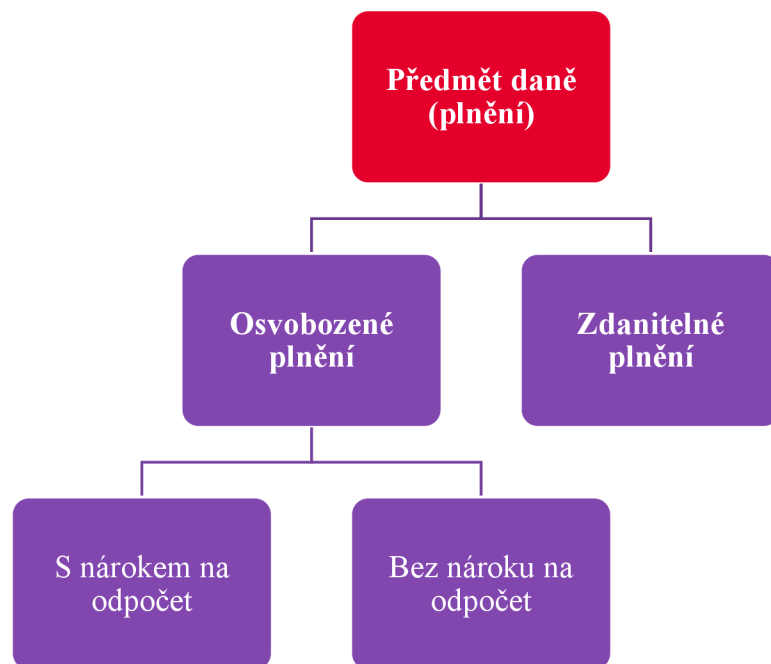 Předmět daně
(plnění)
Osvobozené
plnění
Zdanitelné
plnění
S nárokem na
odpočet
Bez nároku na
odpočet